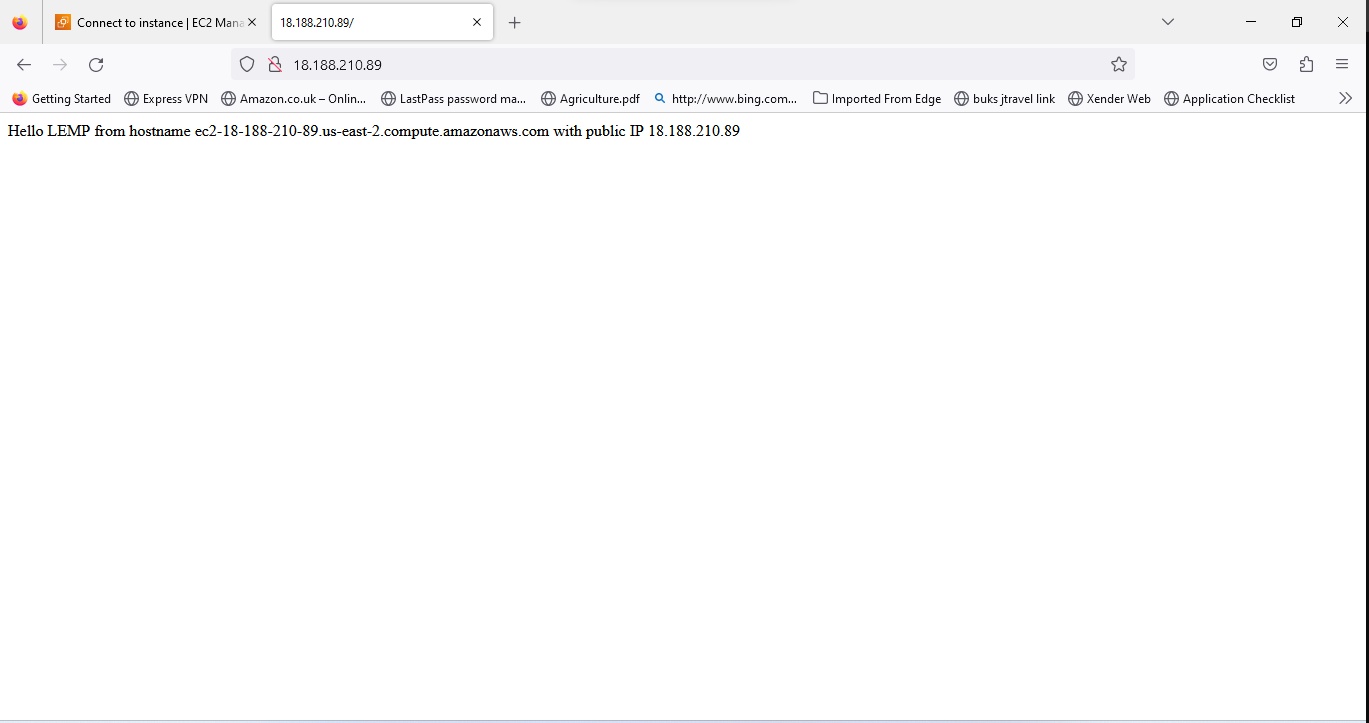 Connect to instance | EC2 Mana
18.188.210.89/
18.188.210.89
Getting Started Express VPN Amazon.co.uk – Onlin... LastPass password ma... Agriculture.pdf http://www.bing.com... Imported From Edge buks jtravel link Xender Web Application Checklist
Hello LEMP from hostname ec2-18-188-210-89.us-east-2.compute.amazonaws.com with public IP 18.188.210.89